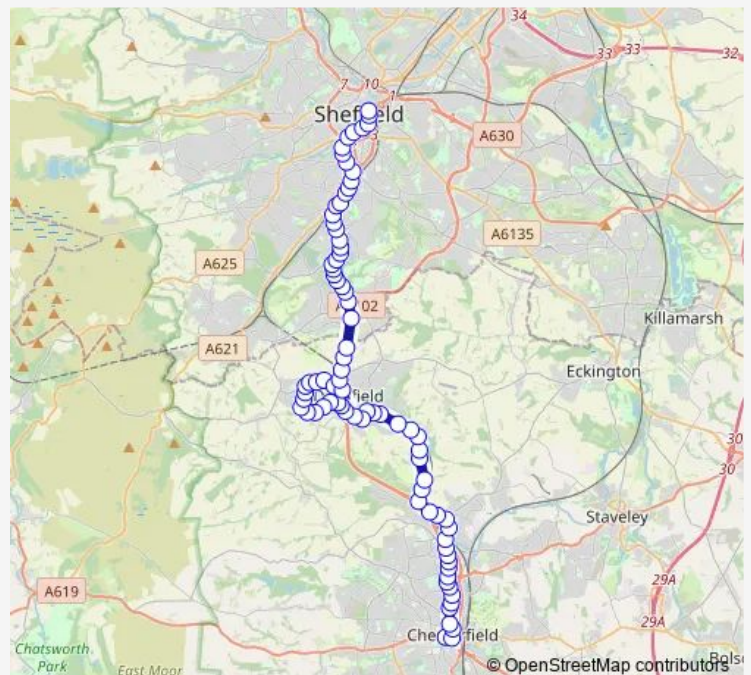 34
33
33
32
7
10
1
Sheffield
A630
A6135
A625
A621
Killamarsh
Eckington
field
30
30
Staveley
29A
29A
A619
Chatsworth
Park
East Moor
© OpenStreetMap contributors